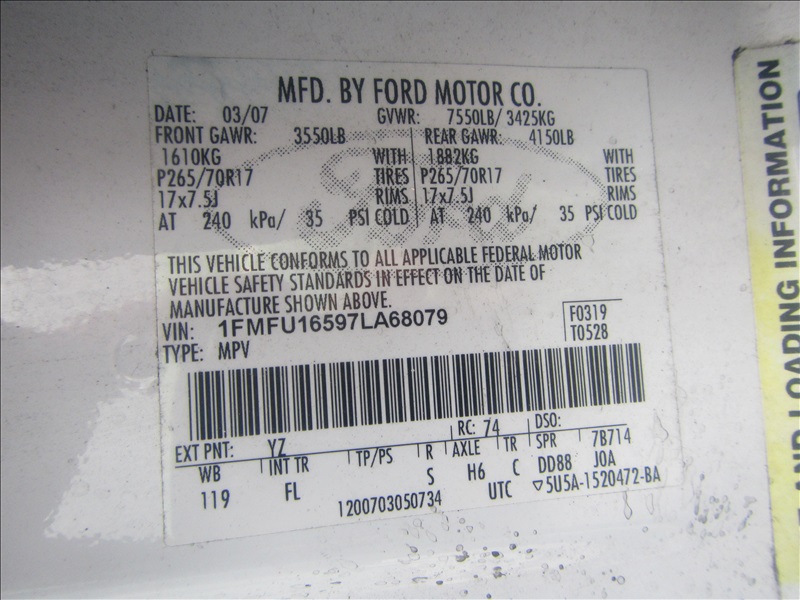 MFD. BY FORD MOTOR CO.
DATE: 03/07 GVWR: 7550LB/ 3425KG
FRONT GAWR: 3550LB REAR GAWR: 4150LB
1610KG WITH 1882KG WITH
P265/70R17 TIRES P265/70R17 TIRES
17x7.5J RIMS 17x7.5J RIMS
AT 240 kPa/ 35 PSI COLD AT 240 kPa/ 35 PSI COLD
Ford
THIS VEHICLE CONFORMS TO ALL APPLICABLE FEDERAL MOTOR
VEHICLE SAFETY STANDARDS IN EFFECT ON THE DATE OF
MANUFACTURE SHOWN ABOVE.
VIN: 1FMFU16597LA68079 F0319
TYPE: MPV T0528
EXT PNT: YZ RC: 74 DSO:
WB INT TR TP/PS R AXLE TR SPR 7B714
119 FL S H6 C DD88 J0A
1200703050734 UTC ▽5U5A-1520472-BA
AND LOADING INFORMATION